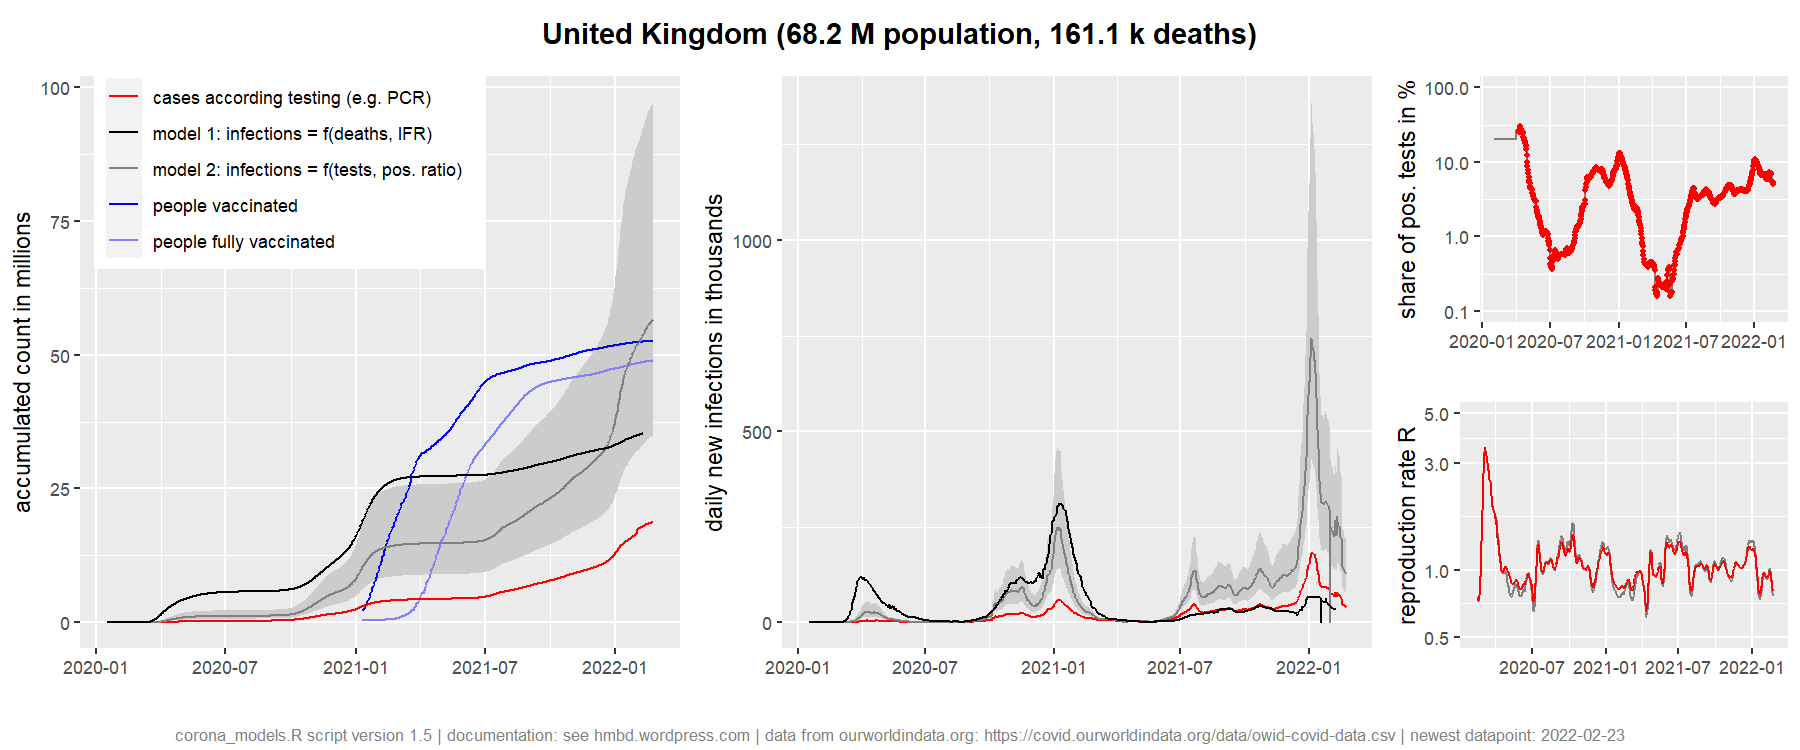 United Kingdom (68.2 M population, 161.1 k deaths)
accumulated count in millions
100
75
50
25
0
2020-01 2020-07 2021-01 2021-07 2022-01
cases according testing (e.g. PCR)
model 1: infections = f(deaths, IFR)
model 2: infections = f(tests, pos. ratio)
people vaccinated
people fully vaccinated
daily new infections in thousands
1000
500
0
2020-01 2020-07 2021-01 2021-07 2022-01
share of pos. tests in %
100.0
10.0
1.0
0.1
2020-01 2020-07 2021-01 2021-07 2022-01
reproduction rate R
5.0
3.0
1.0
0.5
2020-07 2021-01 2021-07 2022-01
corona_models.R script version 1.5 | documentation: see hmbd.wordpress.com | data from ourworldindata.org: https://covid.ourworldindata.org/data/owid-covid-data.csv | newest datapoint: 2022-02-23